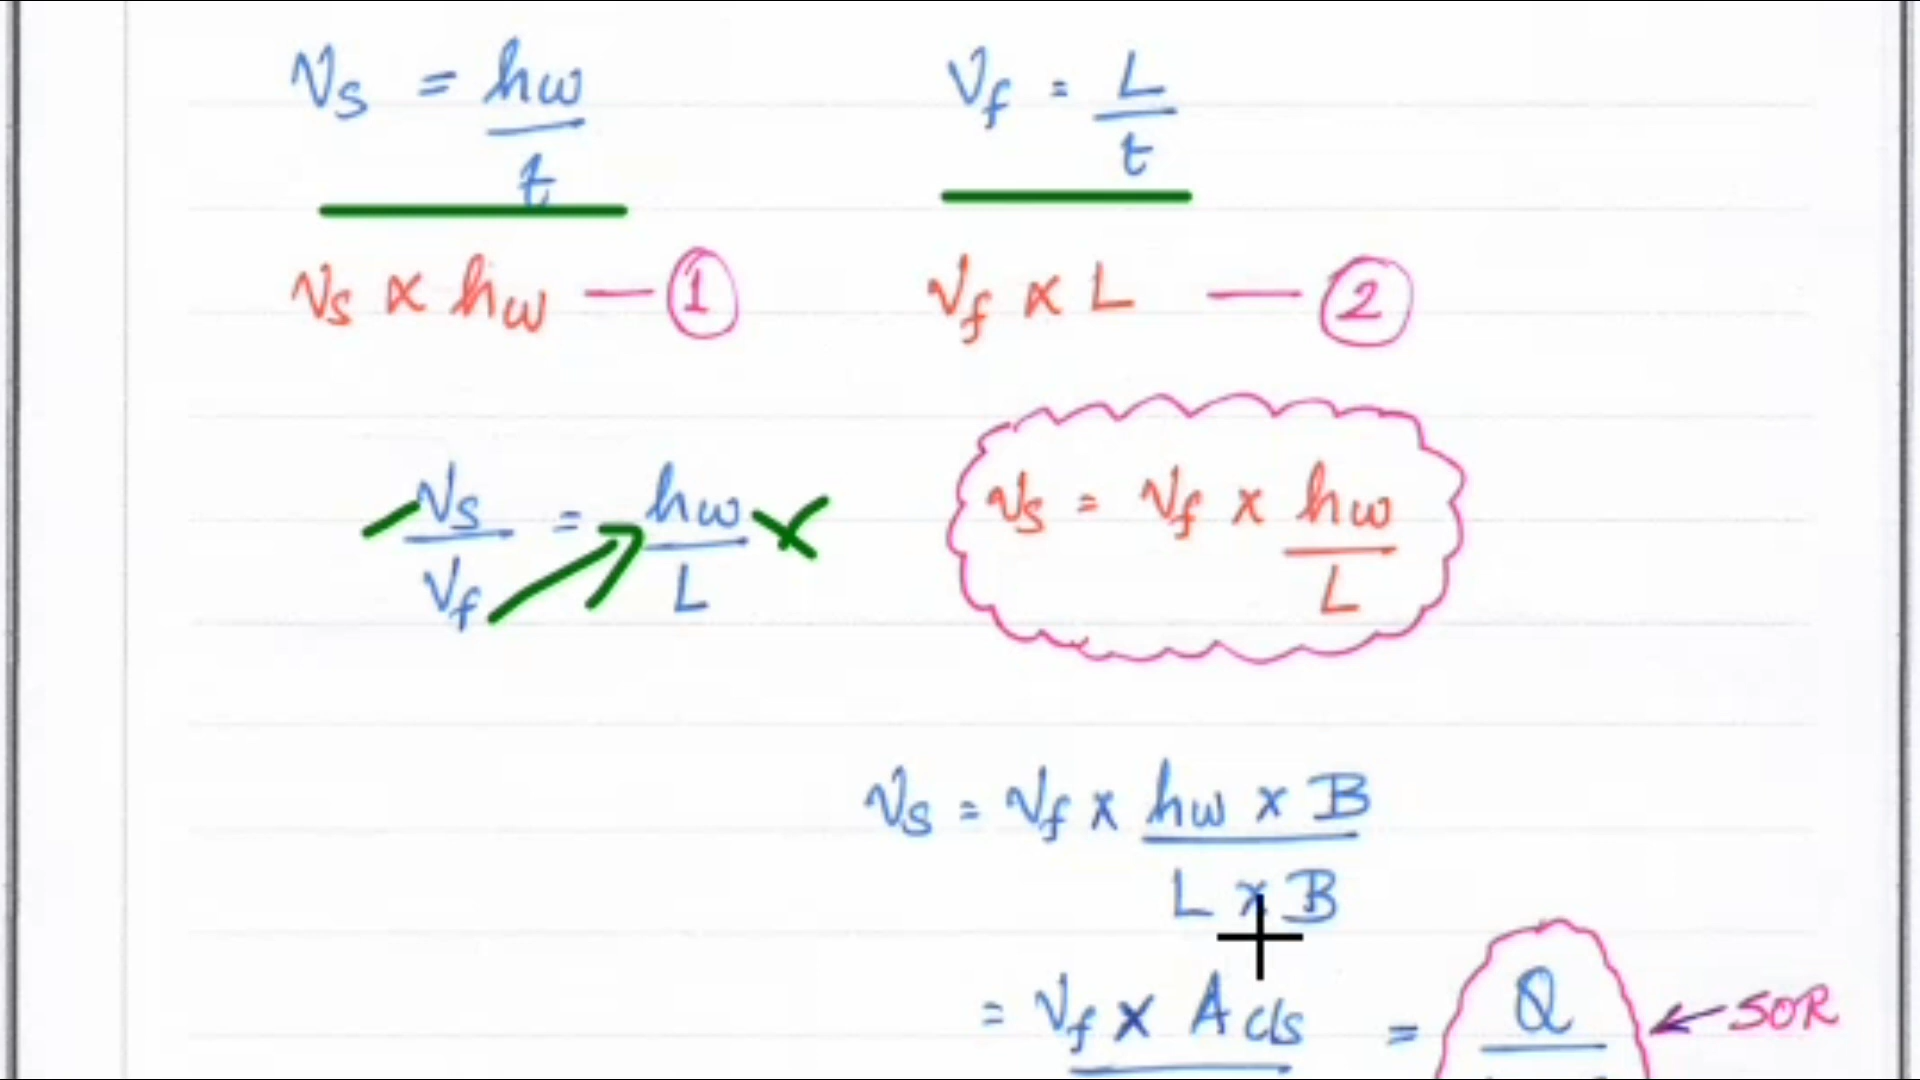 Vs = hw / t
Vf = L / t
Vs ∝ hw — 1
Vf ∝ L — 2
Vs / Vf = hw / L
Vs = Vf x hw / L
Vs = Vf x hw x B / L x B
= Vf x A c/s = Q ← SOR